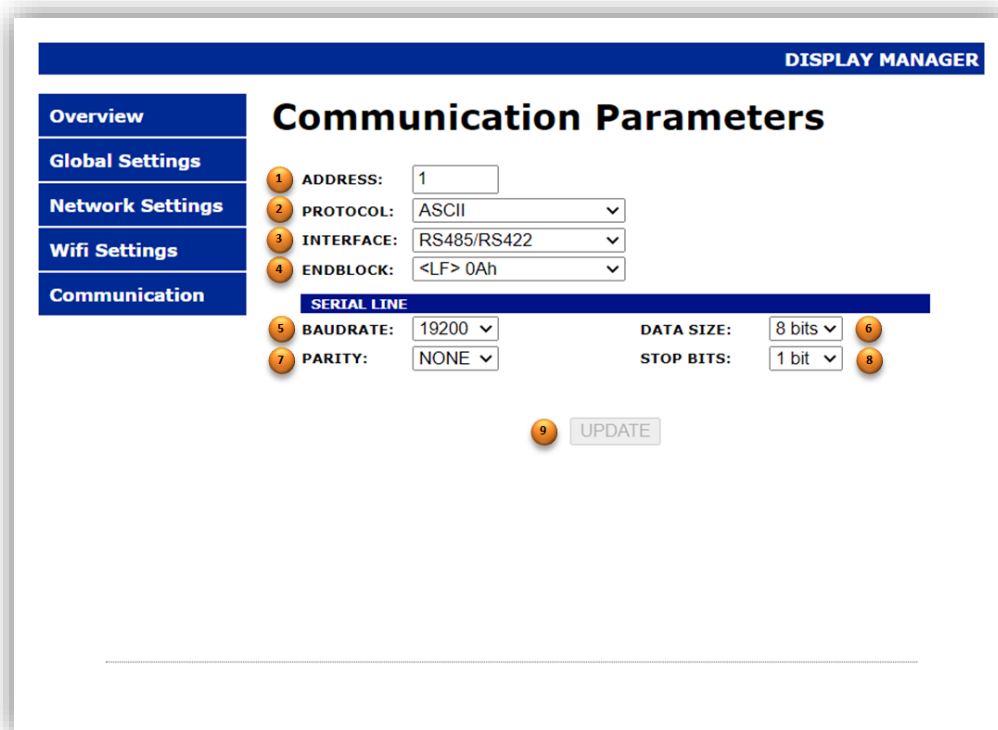 DISPLAY MANAGER
Overview
Global Settings
Network Settings
Wifi Settings
Communication
Communication Parameters
1 ADDRESS: 1
2 PROTOCOL: ASCII
3 INTERFACE: RS485/RS422
4 ENDBLOCK: <LF> 0Ah
SERIAL LINE
5 BAUDRATE: 19200 DATA SIZE: 8 bits 6
7 PARITY: NONE STOP BITS: 1 bit 8
9 UPDATE